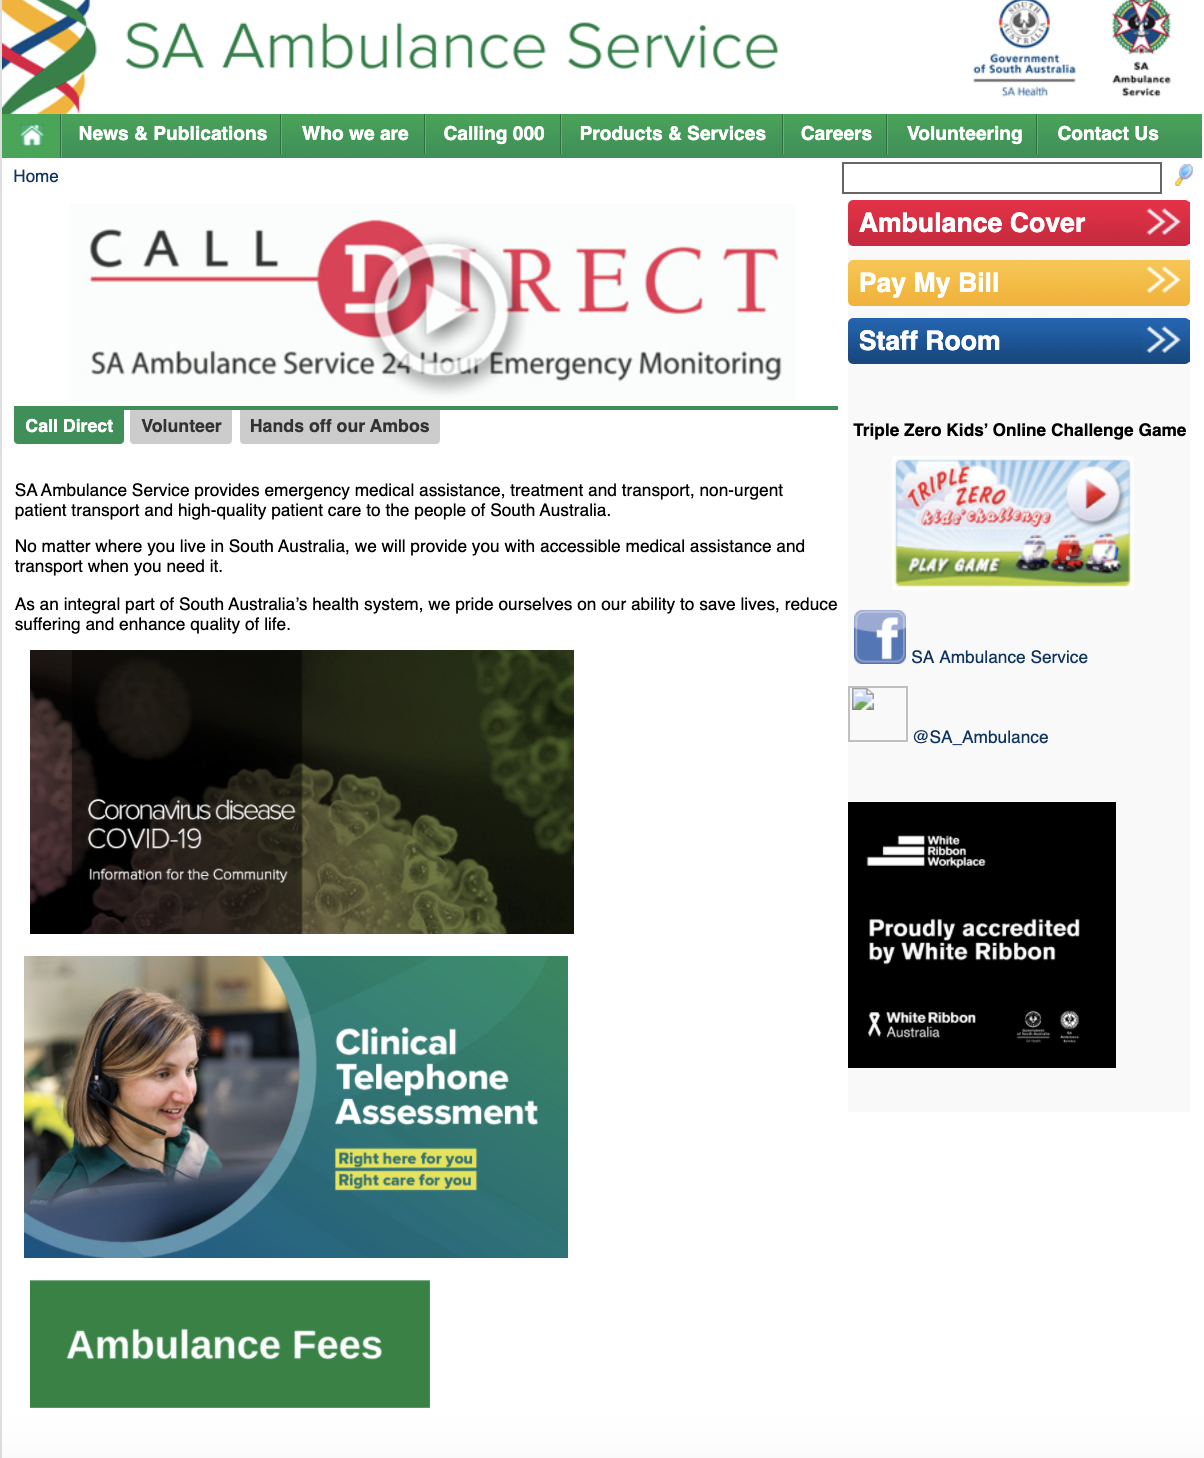 SA Ambulance Service
SOUTH
AUSTRALIA
Government
of South Australia
SA Health
SA
Ambulance
Service
News & Publications
Who we are
Calling 000
Products & Services
Careers
Volunteering
Contact Us
Home
CALL DIRECT
SA Ambulance Service 24 Hour Emergency Monitoring
Call Direct
Volunteer
Hands off our Ambos
SA Ambulance Service provides emergency medical assistance, treatment and transport, non-urgent
patient transport and high-quality patient care to the people of South Australia.
No matter where you live in South Australia, we will provide you with accessible medical assistance and
transport when you need it.
As an integral part of South Australia’s health system, we pride ourselves on our ability to save lives, reduce
suffering and enhance quality of life.
Coronavirus disease
COVID-19
Information for the Community
Clinical
Telephone
Assessment
Right here for you
Right care for you
Ambulance Fees
Ambulance Cover
Pay My Bill
Staff Room
Triple Zero Kids’ Online Challenge Game
TRIPLE
ZERO
kids' challenge
PLAY GAME
f
SA Ambulance Service
@SA_Ambulance
White
Ribbon
Workplace
Proudly accredited
by White Ribbon
White Ribbon
Australia